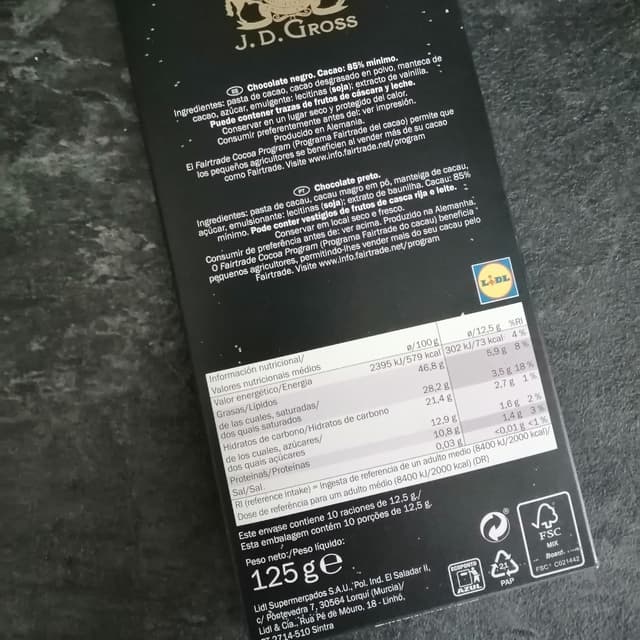 J. D. GROSS
ES Chocolate negro. Cacao: 85% mínimo.
Ingredientes: pasta de cacao, cacao desgrasado en polvo, manteca de
cacao, azúcar, emulgente: lecitinas (soja); extracto de vainilla.
Puede contener trazas de frutos de cáscara y leche.
Conservar en un lugar seco y protegido del calor.
Consumir preferentemente antes del: ver impresión.
Producido en Alemania.
El Fairtrade Cocoa Program (Programa Fairtrade del cacao) permite que
los pequeños agricultores se beneficien al vender más de su cacao
como Fairtrade. Visite www.info.fairtrade.net/program
PT Chocolate preto.
Ingredientes: pasta de cacau, cacau magro em pó, manteiga de cacau,
açúcar, emulsionante: lecitinas (soja); extrato de baunilha. Cacau: 85%
mínimo. Pode conter vestígios de frutos de casca rija e leite.
Conservar em local seco e fresco.
Consumir de preferência antes de: ver acima. Produzido na Alemanha.
O Fairtrade Cocoa Program (Programa Fairtrade do cacau) beneficia
pequenos agricultores, permitindo-lhes vender mais do seu cacau pelo
Fairtrade. Visite www.info.fairtrade.net/program
LIDL
Información nutricional/
Valores nutricionais médios ø/100 g ø/12,5 g %RI
Valor energético/Energia 2395 kJ/579 kcal 302 kJ/73 kcal 4 %
Grasas/Lípidos 46,8 g 5,9 g 8 %
de las cuales, saturadas/
dos quais saturados 28,2 g 3,5 g 18 %
Hidratos de carbono/Hidratos de carbono 21,4 g 2,7 g 1 %
de los cuales, azúcares/
dos quais açúcares 12,9 g 1,6 g 2 %
Proteínas/Proteínas 10,8 g 1,4 g 3 %
Sal/Sal 0,03 g <0,01 g <1 %
RI (reference intake) = Ingesta de referencia de un adulto medio (8400 kJ/2000 kcal)/
Dose de referência para um adulto médio (8400 kJ/2000 kcal) (DR)
Este envase contiene 10 raciones de 12,5 g./
Esta embalagem contém 10 porções de 12,5 g.
Peso neto:/Peso líquido:
125 g e
Lidl Supermercados S.A.U., Pol. Ind. El Saladar II,
c/ Pontevedra 7, 30564 Lorquí (Murcia)/
Lidl & Cia., Rua Pé de Mouro, 18 - Linhó,
PT 2714-510 Sintra
ECOPONTO
AZUL
21
PAP
FSC
MIX
Board
FSC® C021442